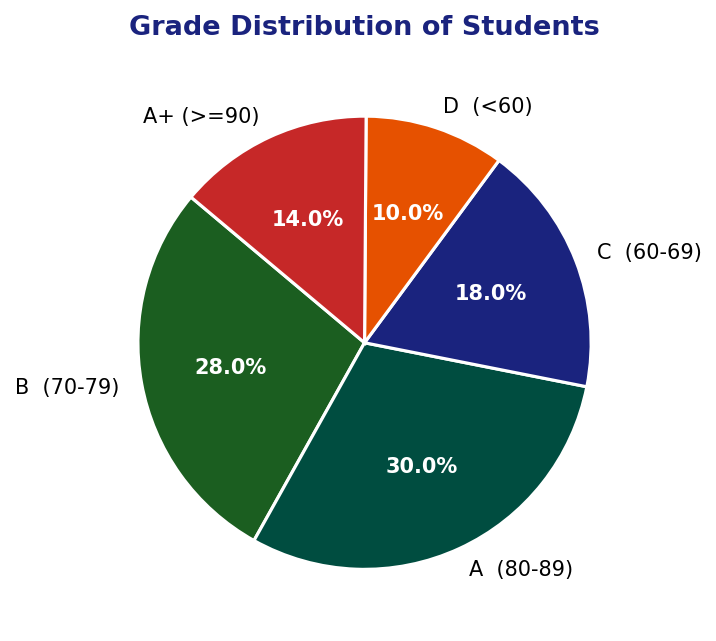 Grade Distribution of Students
D  (<60)
A+ (>=90)
14.0%
10.0%
C  (60-69)
18.0%
28.0%
B  (70-79)
30.0%
A  (80-89)